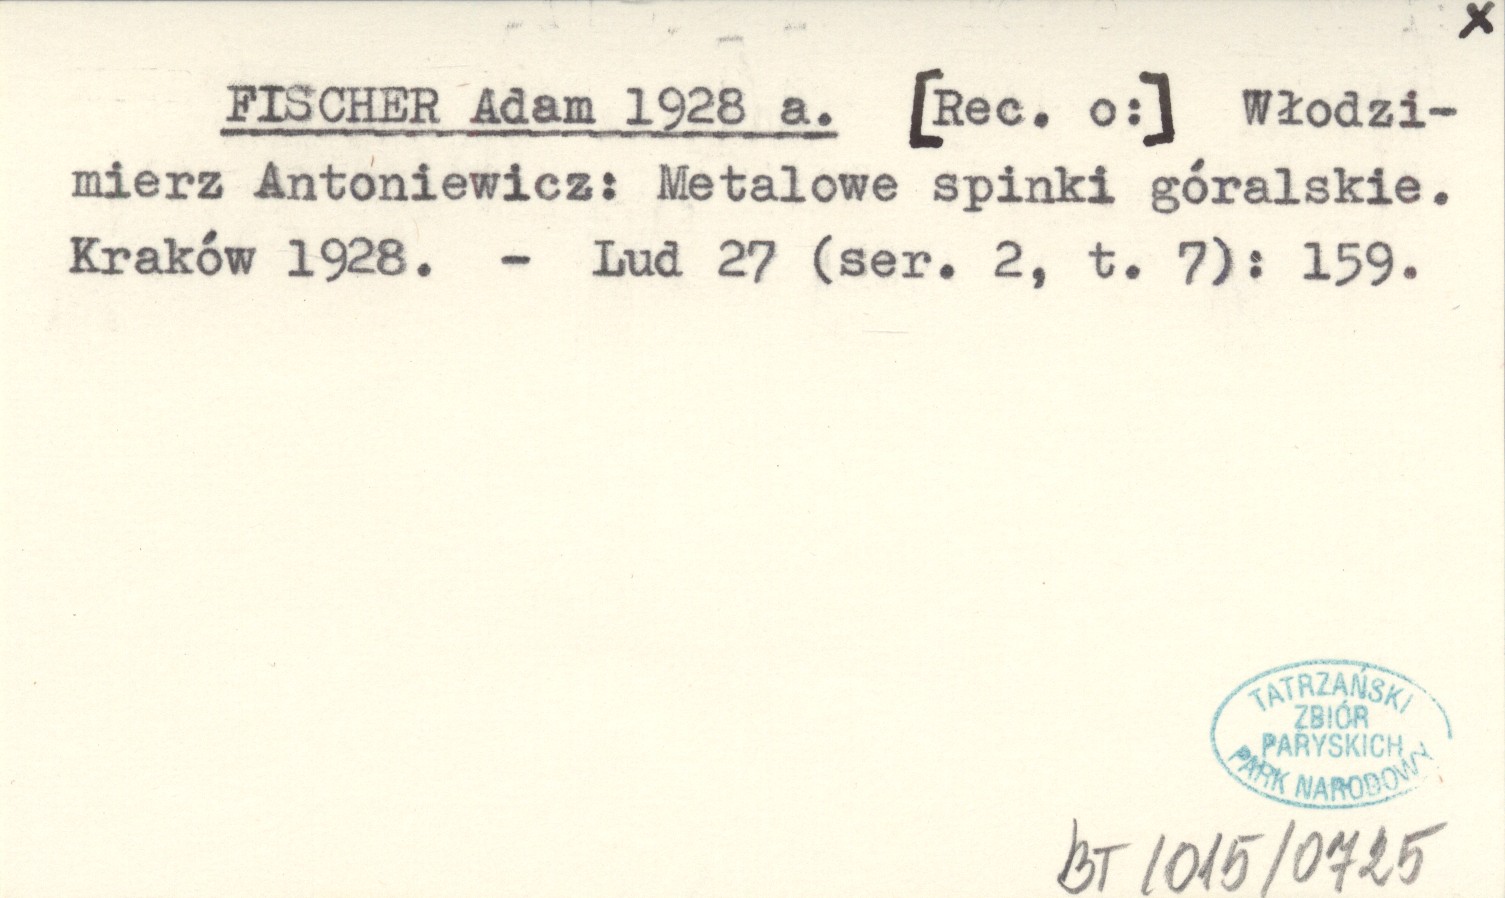 x
FISCHER Adam 1928 a. [Rec. o:] Włodzi-
mierz Antoniewicz: Metalowe spinki góralskie.
Kraków 1928. - Lud 27 (ser. 2, t. 7): 159.
TATRZAŃSKI
ZBIÓR
PARYSKICH
PARK NARODOWY
BT/015/0725